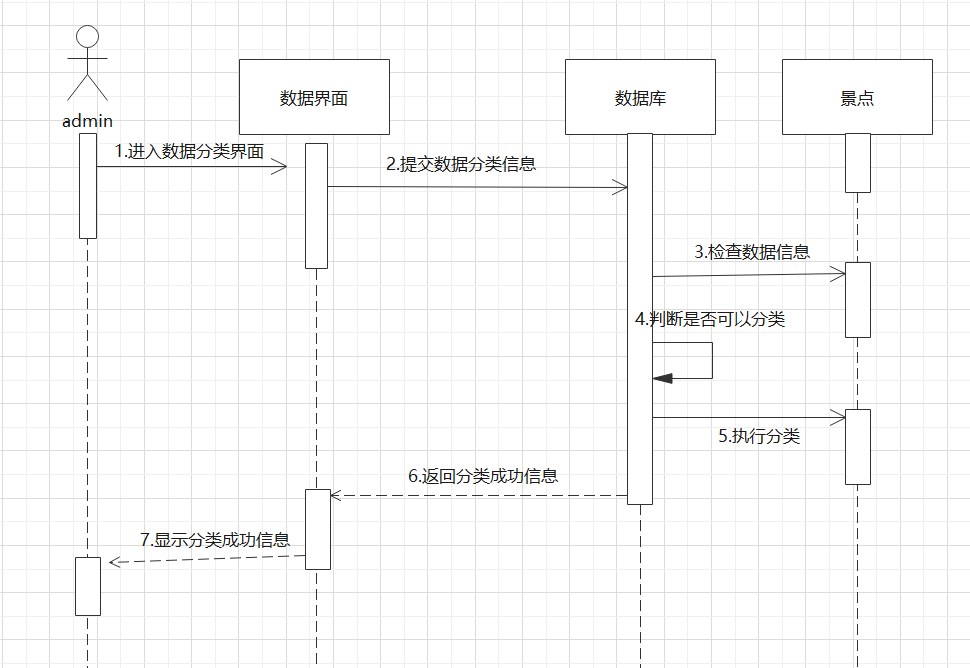 数据界面
数据库
景点
admin
1.进入数据分类界面
2.提交数据分类信息
3.检查数据信息
4.判断是否可以分类
5.执行分类
6.返回分类成功信息
7.显示分类成功信息